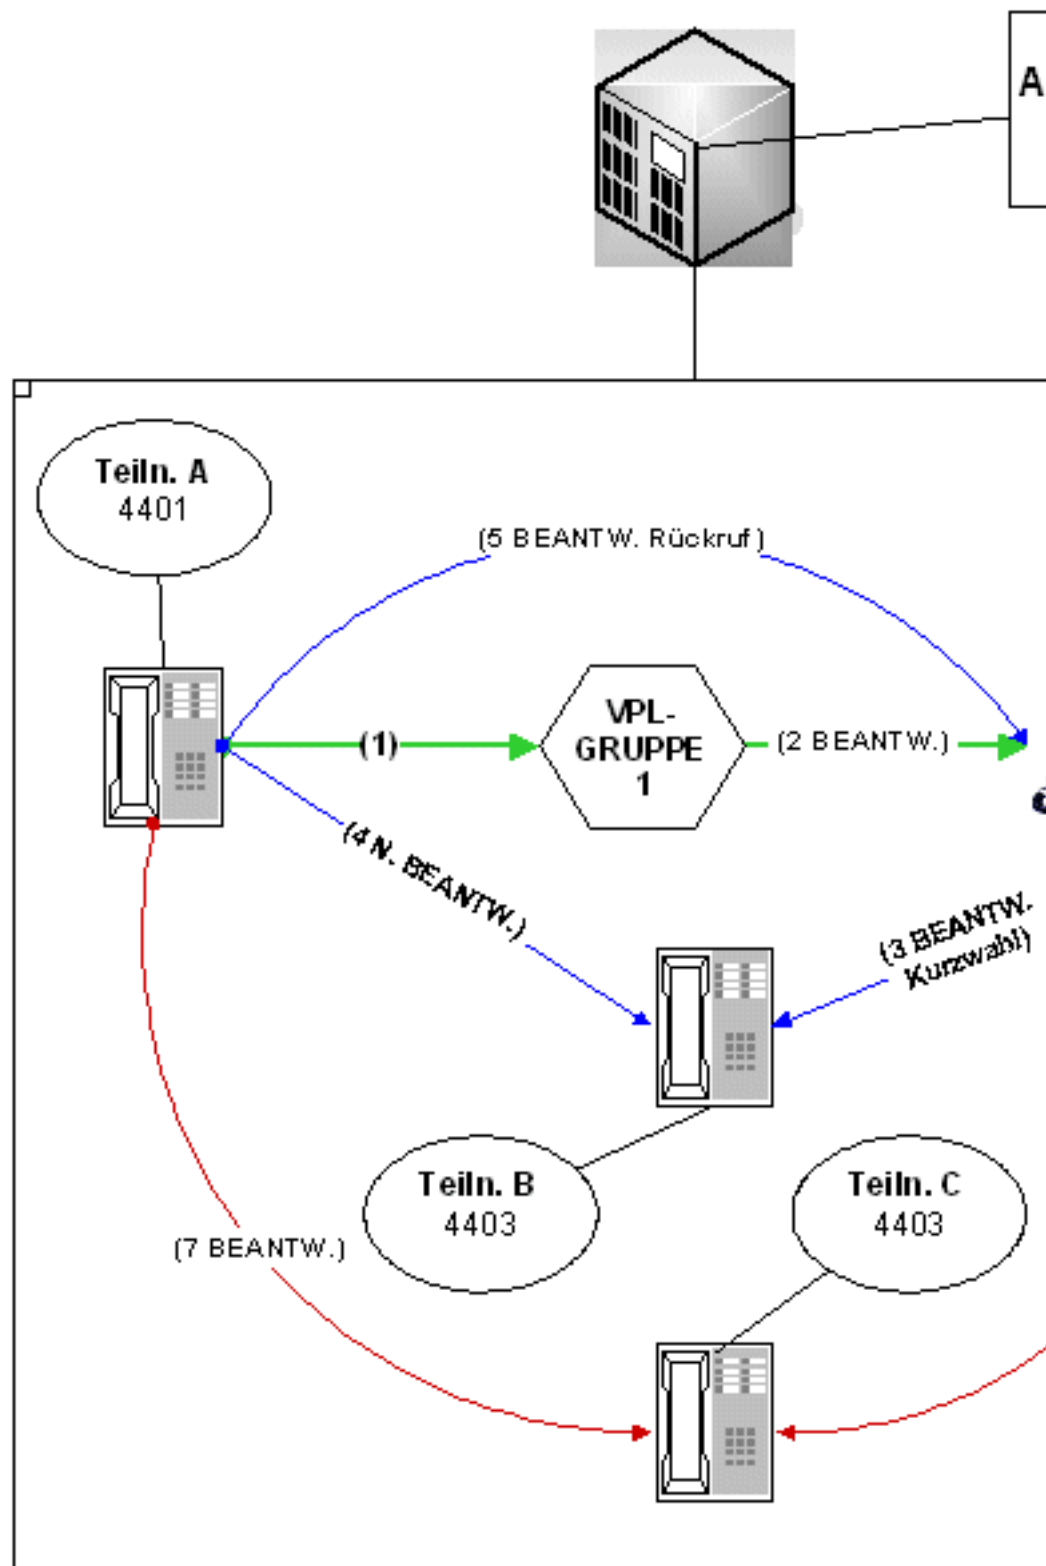 A
Teiln. A
4401
(5 BEANTW. Rückruf)
VPL-
GRUPPE
1
(1)
(2 BEANTW.)
(4 N. BEANTW.)
(3 BEANTW.
Kurzwahl)
Teiln. B
4403
Teiln. C
4403
(7 BEANTW.)